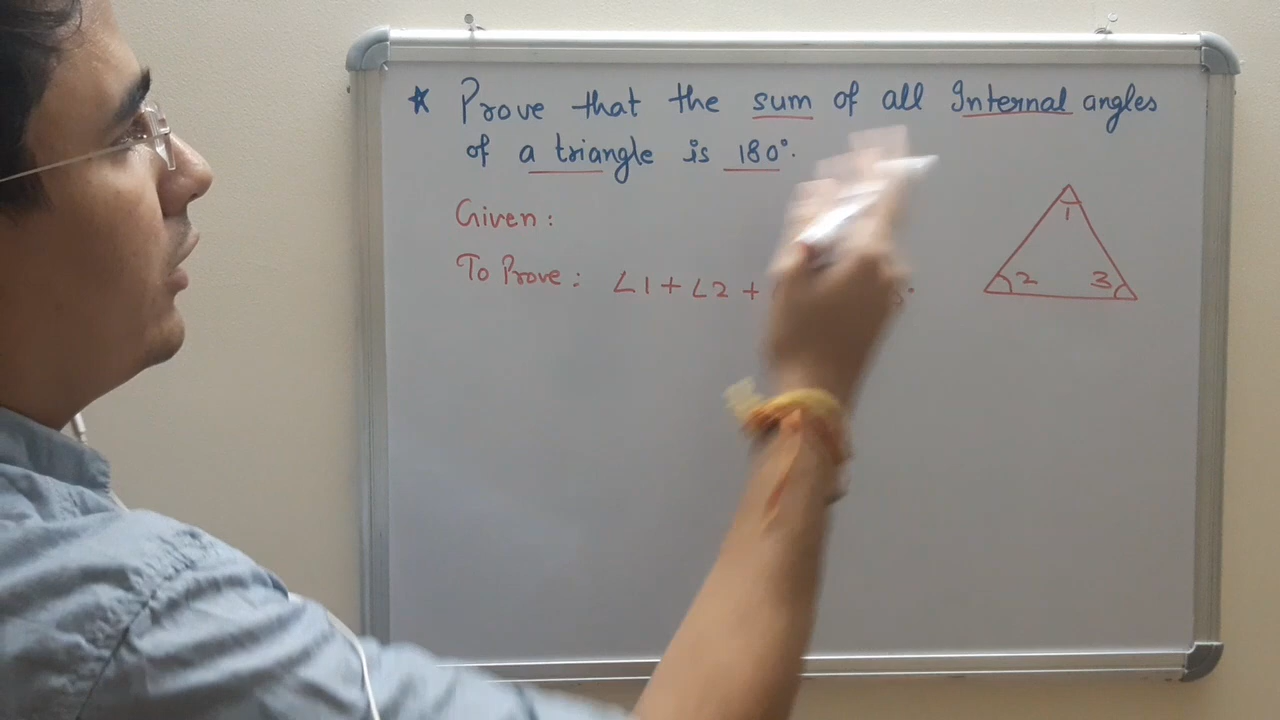 * Prove that the sum of all Internal angles
of a triangle is 180°.
Given:
To Prove: ∠1+∠2+
1
2 3